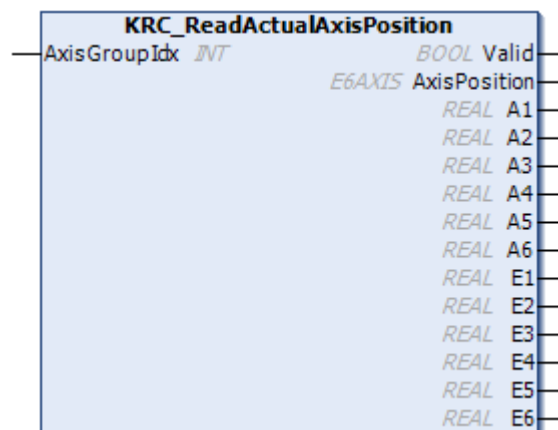 KRC_ReadActualAxisPosition
AxisGroupIdx INT BOOL Valid
E6AXIS AxisPosition
REAL A1
REAL A2
REAL A3
REAL A4
REAL A5
REAL A6
REAL E1
REAL E2
REAL E3
REAL E4
REAL E5
REAL E6